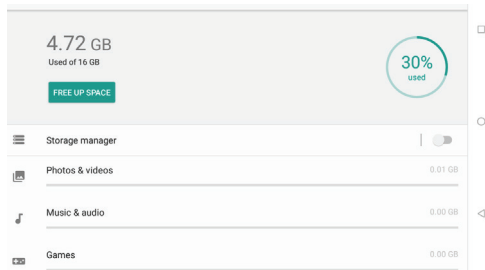 4.72 GB
Used of 16 GB
30%
used
FREE UP SPACE
Storage manager
Photos & videos
0.01 GB
Music & audio
0.00 GB
Games
0.00 GB